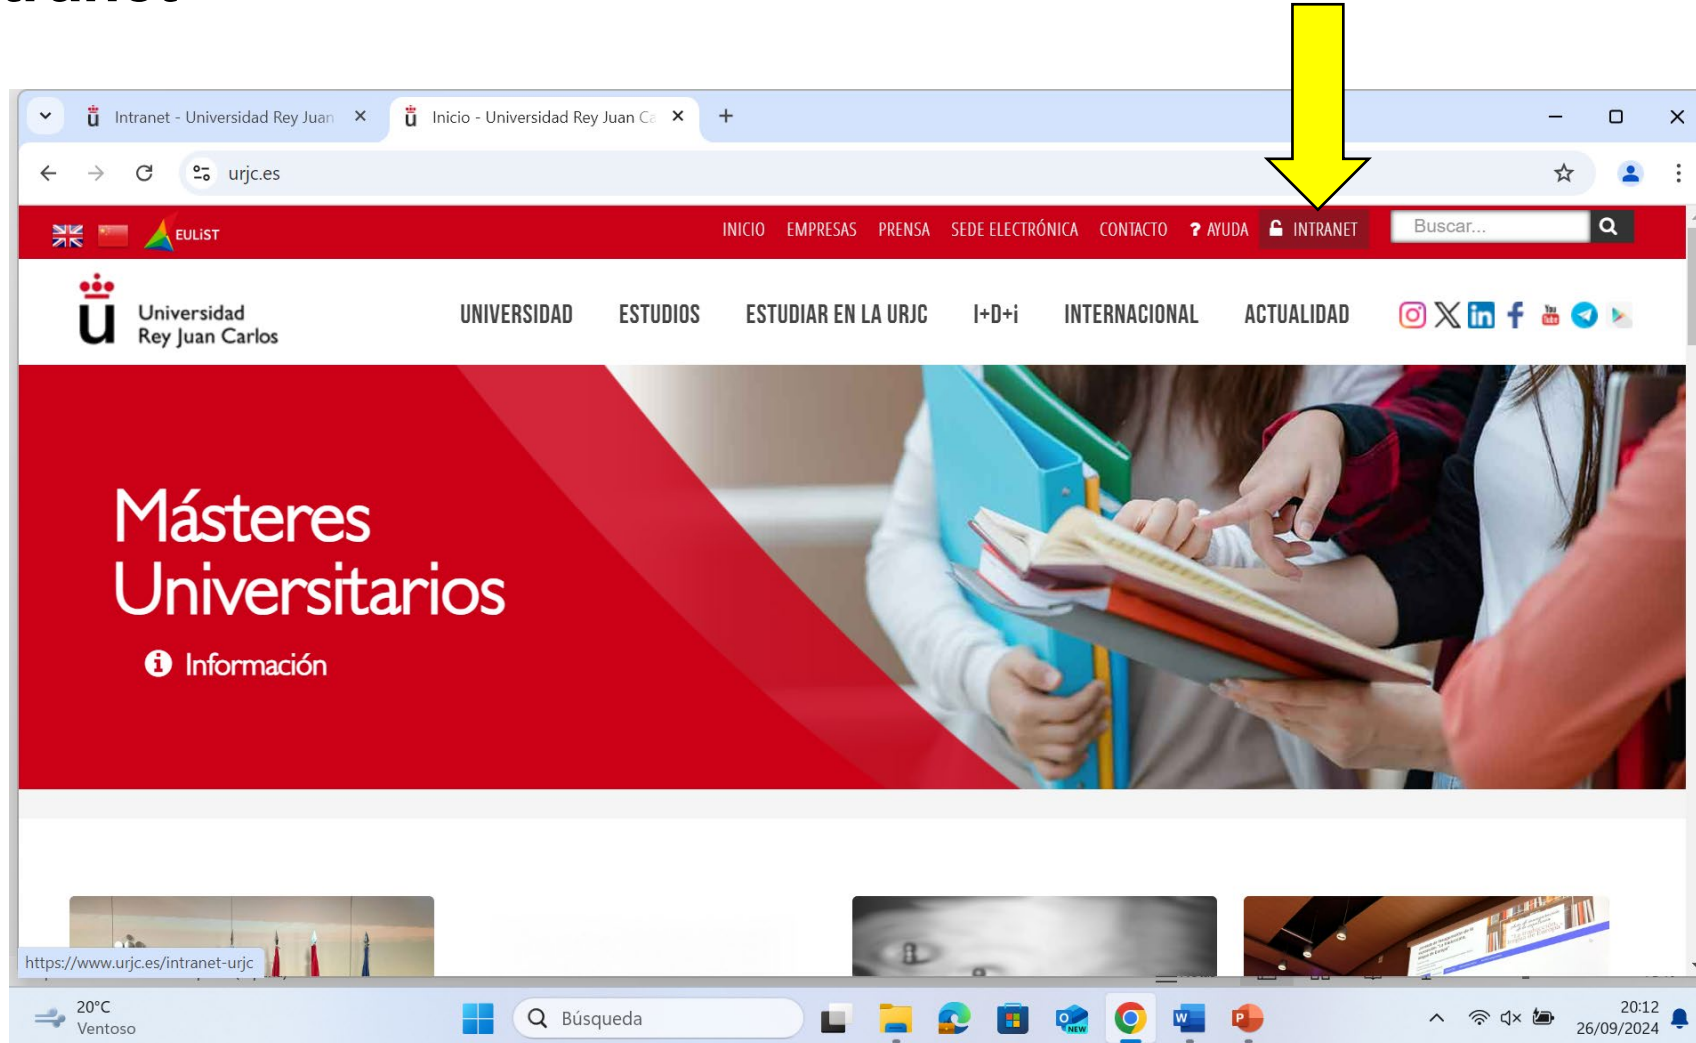 Intranet - Universidad Rey Juan
Inicio - Universidad Rey Juan Ca
urjc.es
EULiST
INICIO EMPRESAS PRENSA SEDE ELECTRÓNICA CONTACTO ? AYUDA INTRANET Buscar...
Universidad
Rey Juan Carlos
UNIVERSIDAD ESTUDIOS ESTUDIAR EN LA URJC I+D+i INTERNACIONAL ACTUALIDAD
Másteres
Universitarios
Información
https://www.urjc.es/intranet-urjc
20°C
Ventoso
Búsqueda
20:12
26/09/2024